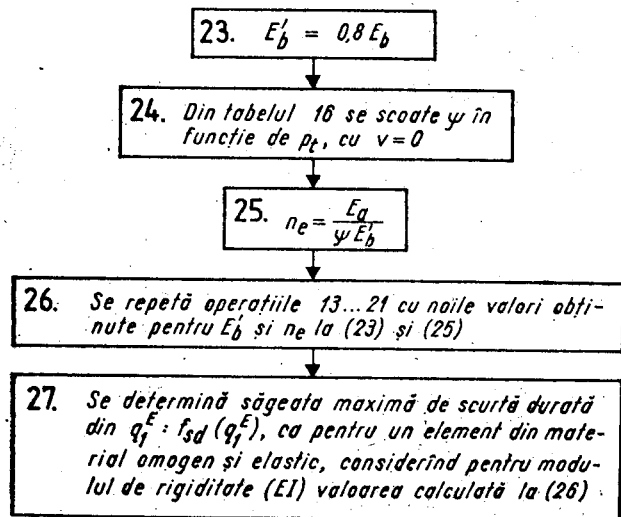 23. E'b = 0,8 Eb
24. Din tabelul 16 se scoate ψ în
funcție de pt, cu ν = 0
25. ne = Ea / ψ E'b
26. Se repetă operațiile 13...21 cu noile valori obți-
nute pentru E'b și ne la (23) și (25)
27. Se determină săgeata maximă de scurtă durată
din q1E : fsd (q1E), ca pentru un element din mate-
rial omogen și elastic, considerînd pentru modu-
lul de rigiditate (EI) valoarea calculată la (26)